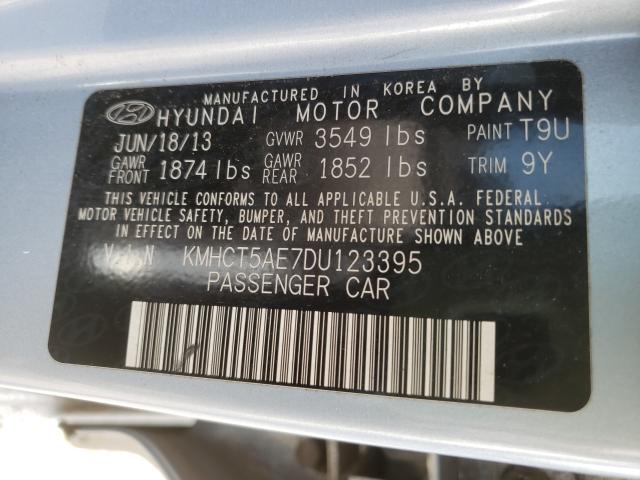 MANUFACTURED IN KOREA BY
HYUNDAI MOTOR COMPANY
JUN/18/13 GVWR 3549 lbs PAINT T9U
GAWR FRONT 1874 lbs GAWR REAR 1852 lbs TRIM 9Y
THIS VEHICLE CONFORMS TO ALL APPLICABLE U.S.A. FEDERAL
MOTOR VEHICLE SAFETY, BUMPER, AND THEFT PREVENTION STANDARDS
IN EFFECT ON THE DATE OF MANUFACTURE SHOWN ABOVE
V.I.N KMHCT5AE7DU123395
PASSENGER CAR